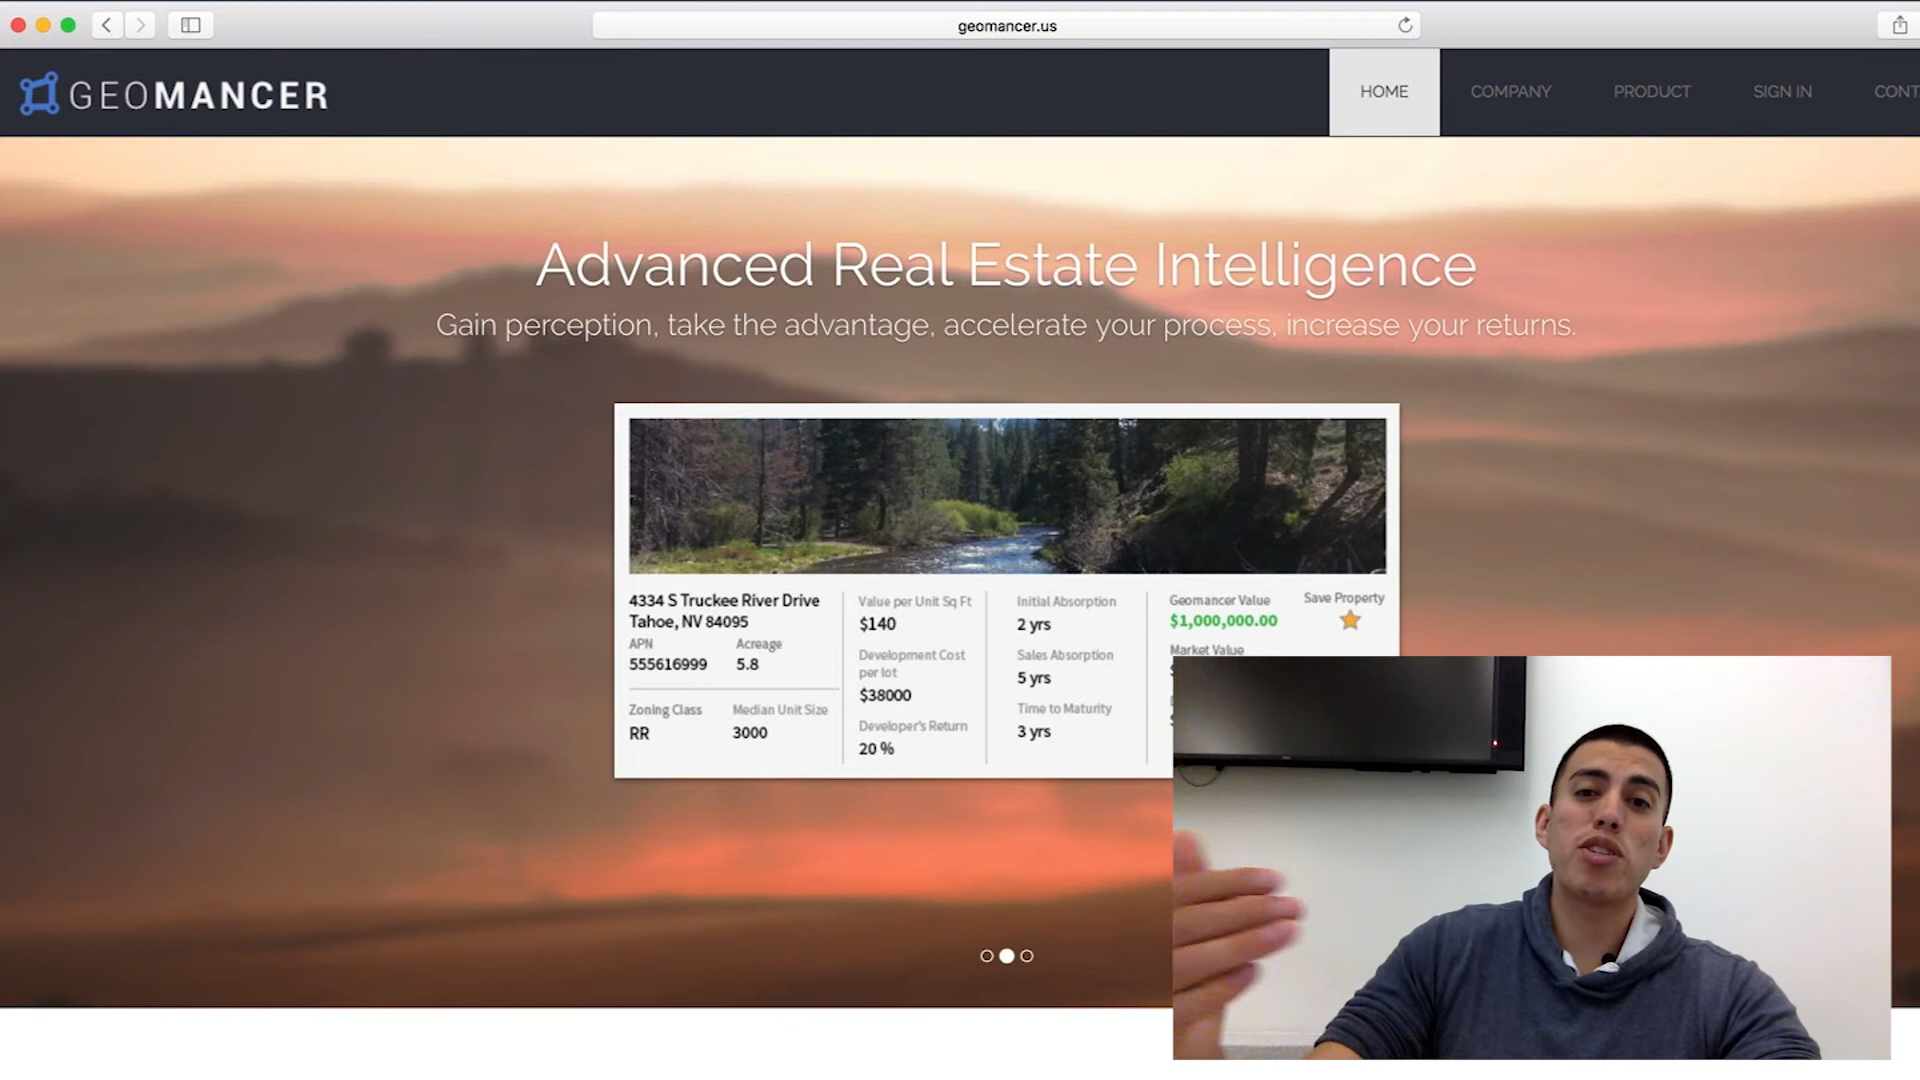 geomancer.us
GEOMANCER
HOME
COMPANY
PRODUCT
SIGN IN
Advanced Real Estate Intelligence
Gain perception, take the advantage, accelerate your process, increase your returns.
4334 S Truckee River Drive
Tahoe, NV 84095
APN
Acreage
555616999
5.8
Zoning Class
Median Unit Size
RR
3000
Value per Unit Sq Ft
$140
Development Cost
per lot
$38000
Developer's Return
20 %
Initial Absorption
2 yrs
Sales Absorption
5 yrs
Time to Maturity
3 yrs
Geomancer Value
$1,000,000.00
Market Value
Save Property